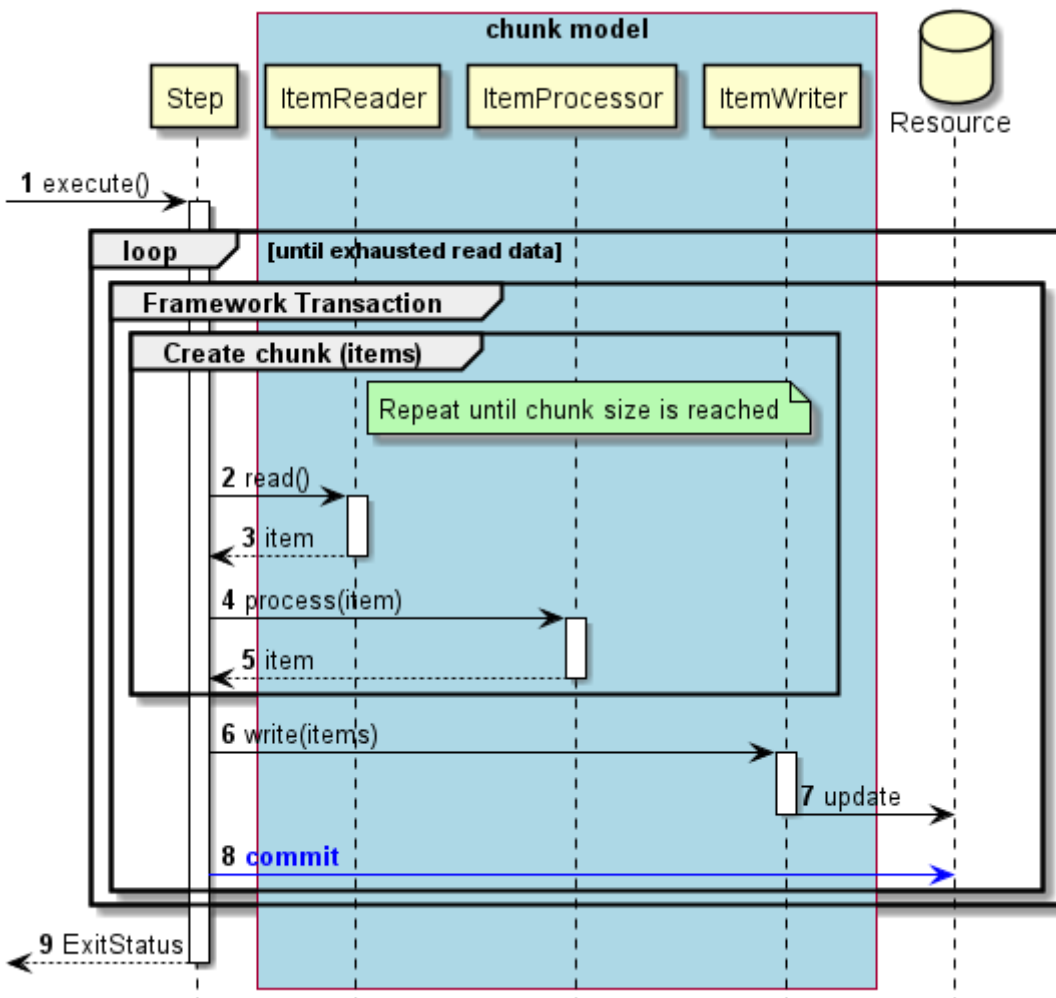 chunk model
Step
ItemReader
ItemProcessor
ItemWriter
Resource
1 execute()
loop
[until exhausted read data]
Framework Transaction
Create chunk (items)
Repeat until chunk size is reached
2 read()
3 item
4 process(item)
5 item
6 write(items)
7 update
8 commit
9 ExitStatus